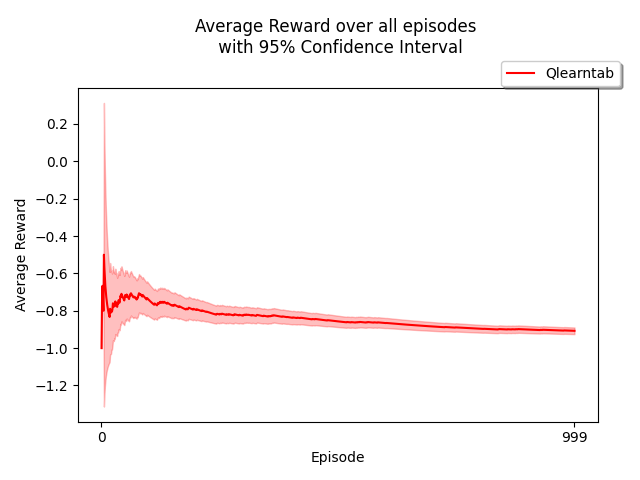 Average Reward over all episodes
with 95% Confidence Interval
Qlearntab
Average Reward
0.2
0.0
−0.2
−0.4
−0.6
−0.8
−1.0
−1.2
0
999
Episode